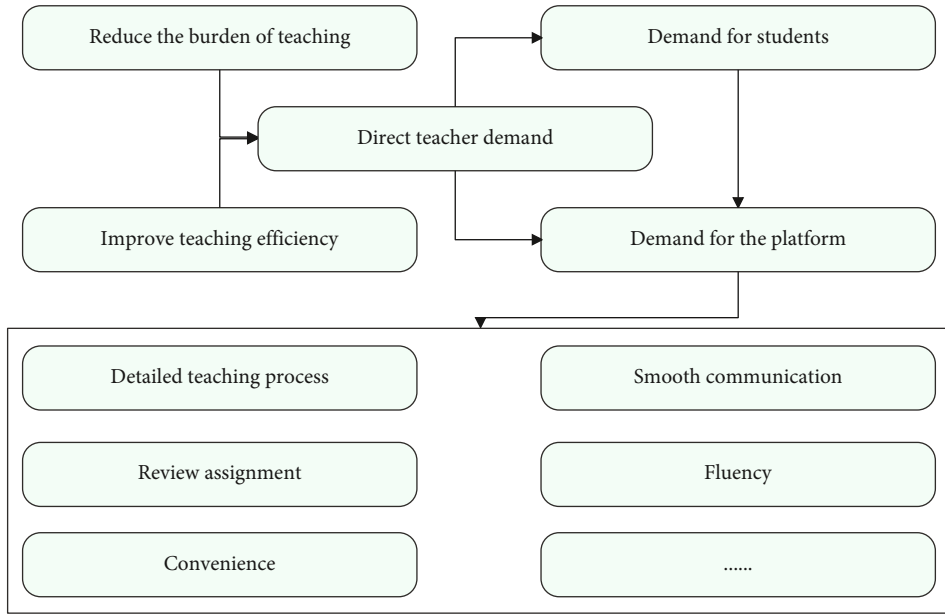 Reduce the burden of teaching
Demand for students
Direct teacher demand
Improve teaching efficiency
Demand for the platform
Detailed teaching process
Smooth communication
Review assignment
Fluency
Convenience
......